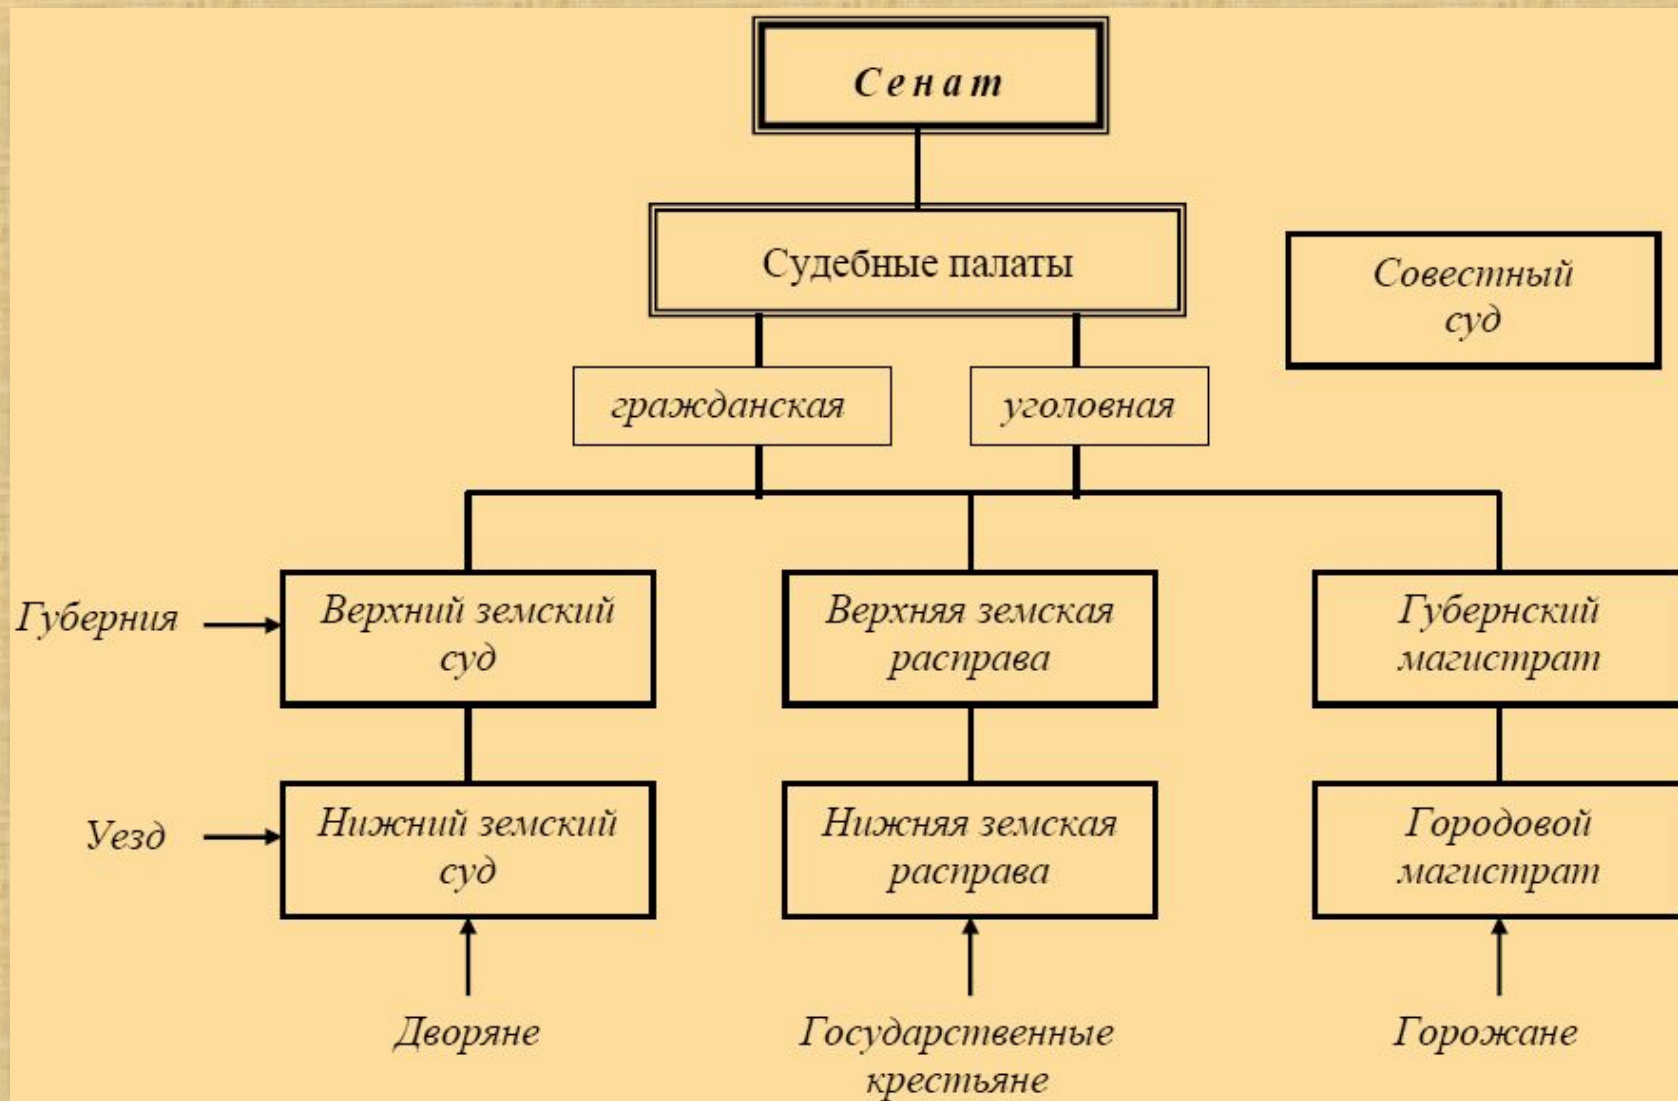 Сенат
Судебные палаты
Совестный
суд
гражданская
уголовная
Губерния
Верхний земский
суд
Верхняя земская
расправа
Губернский
магистрат
Уезд
Нижний земский
суд
Нижняя земская
расправа
Городовой
магистрат
Дворяне
Государственные
крестьяне
Горожане